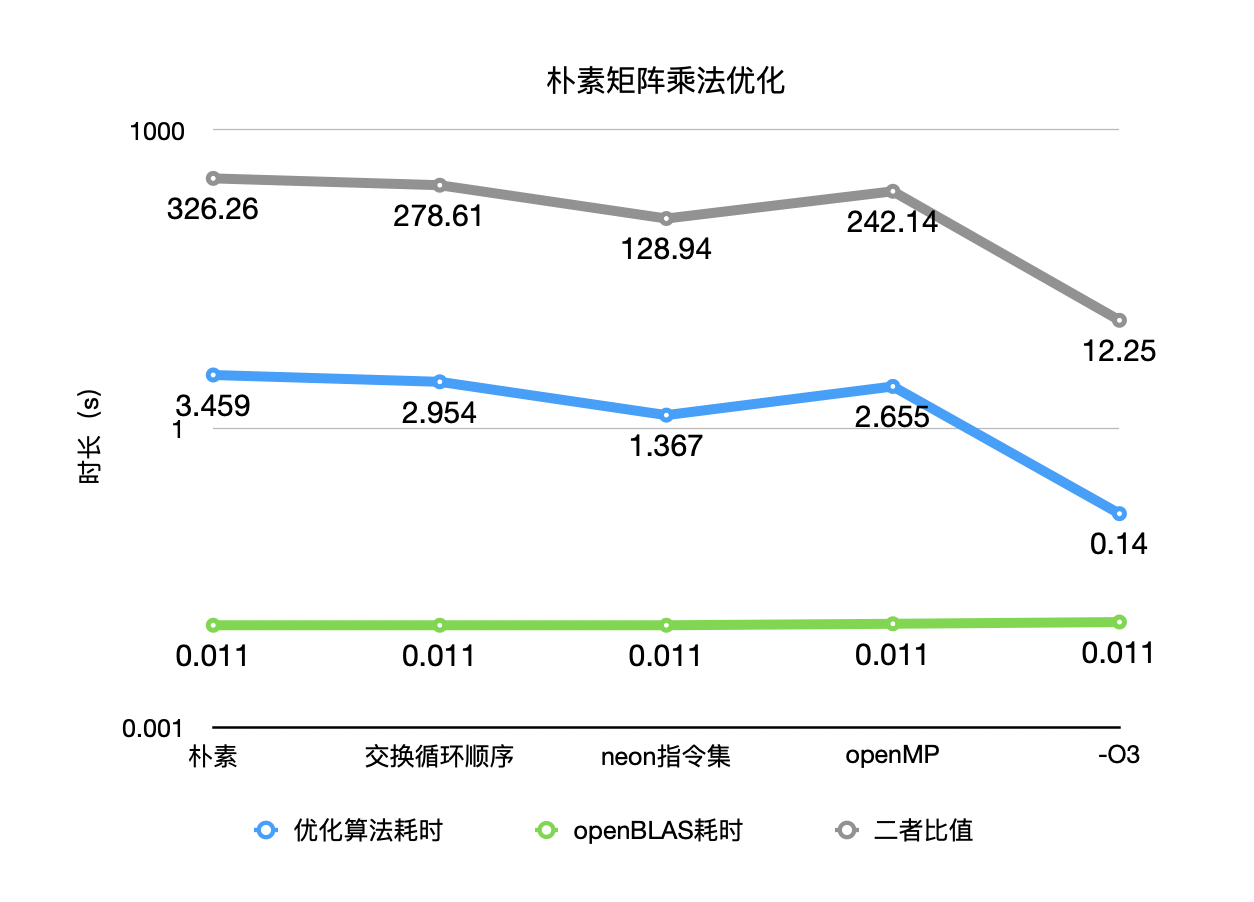 朴素矩阵乘法优化
1000
326.26
278.61
128.94
242.14
12.25
时长（s）
3.459
2.954
1.367
2.655
0.14
1
0.011
0.011
0.011
0.011
0.011
0.001
朴素
交换循环顺序
neon指令集
openMP
-O3
优化算法耗时
openBLAS耗时
二者比值